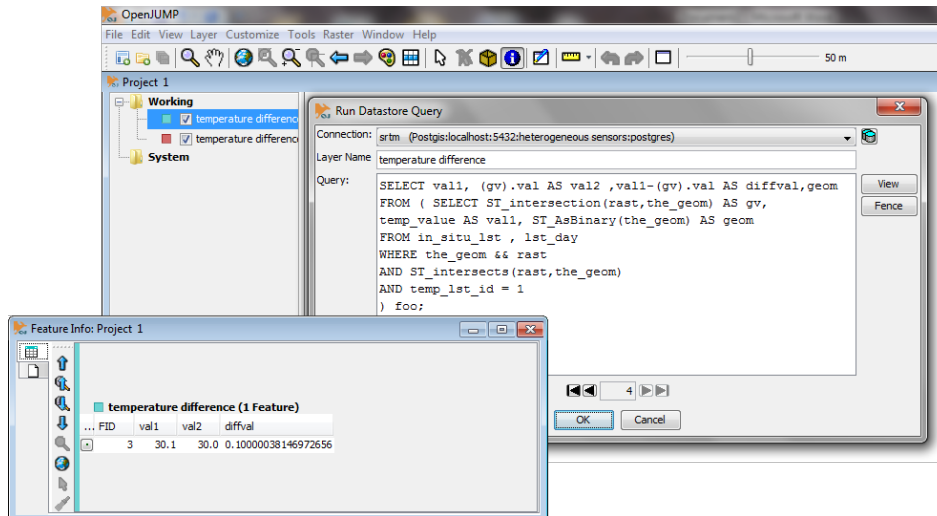 OpenJUMP
File Edit View Layer Customize Tools Raster Window Help
50 m
Project 1
Working
temperature difference
temperature difference
System
Run Datastore Query
Connection: srtm (Postgis:localhost:5432:heterogeneous sensors:postgres)
Layer Name temperature difference
Query:
SELECT val1, (gv).val AS val2 ,val1-(gv).val AS diffval,geom
FROM ( SELECT ST_intersection(rast,the_geom) AS gv,
temp_value AS val1, ST_AsBinary(the_geom) AS geom
FROM in_situ_lst , lst_day
WHERE the_geom && rast
AND ST_intersects(rast,the_geom)
AND temp_lst_id = 1
) foo;
View
Fence
4
OK Cancel
Feature Info: Project 1
temperature difference (1 Feature)
... FID val1 val2 diffval
3 30.1 30.0 0.10000038146972656